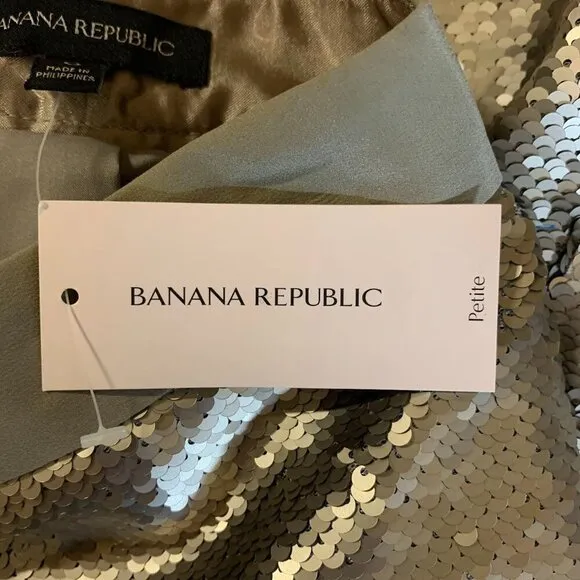 BANANA REPUBLIC
MADE IN
PHILIPPINES
BANANA REPUBLIC
Petite